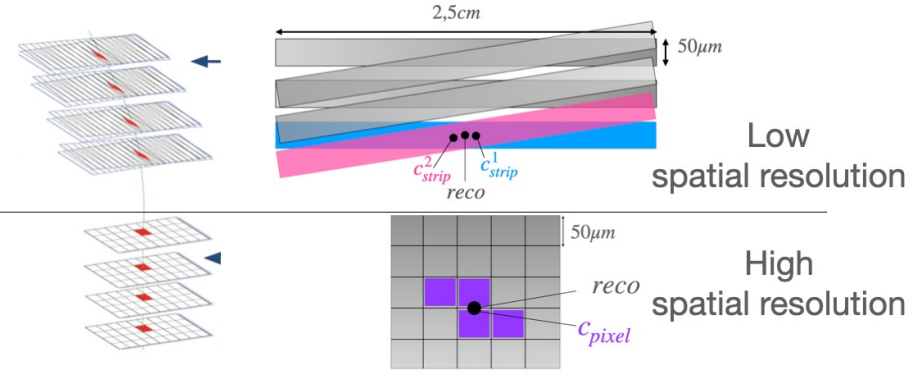 2,5cm
50μm
c²strip
c¹strip
reco
Low
spatial resolution
50μm
reco
cpixel
High
spatial resolution